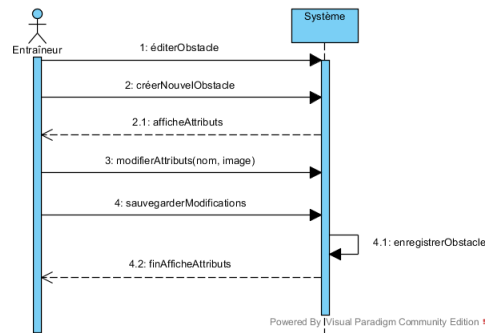 Système
Entraîneur
1: éditerObstacle
2: créerNouvelObstacle
2.1: afficheAttributs
3: modifierAttributs(nom, image)
4: sauvegarderModifications
4.1: enregistrerObstacle
4.2: finAfficheAttributs
Powered By Visual Paradigm Community Edition